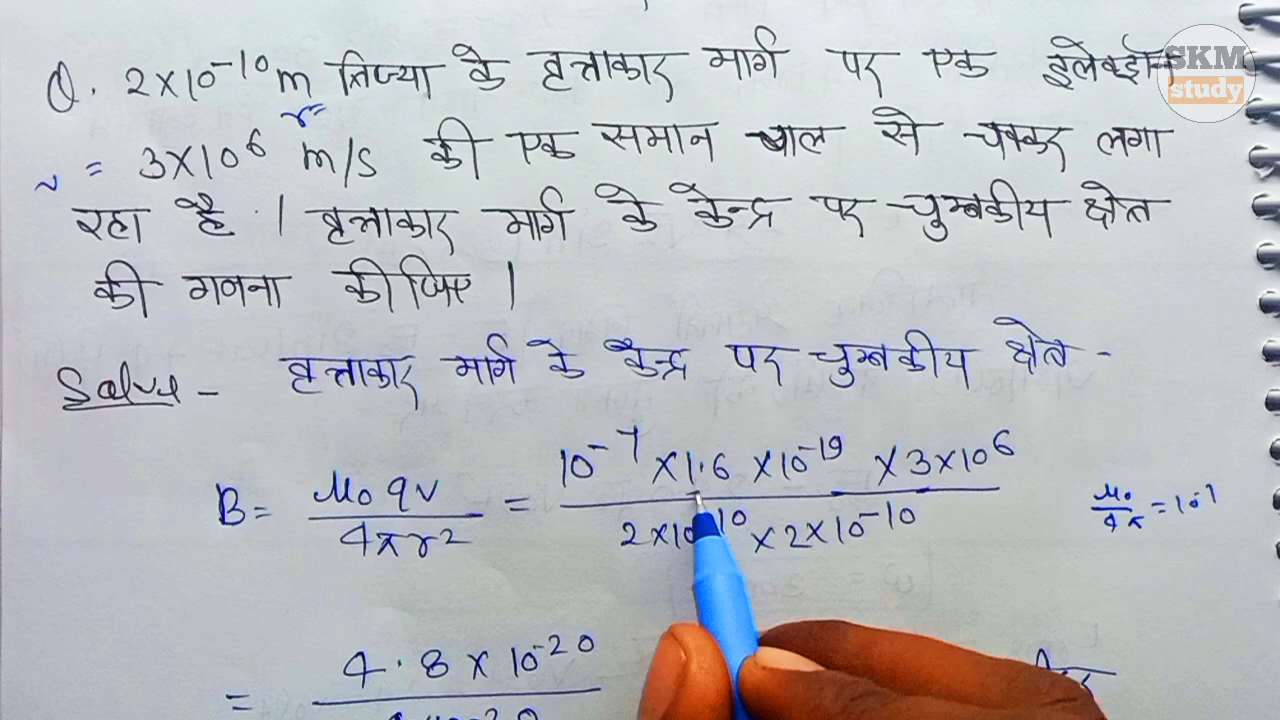 SKM
study
Q. 2×10⁻¹⁰ m त्रिज्या के वृत्ताकार मार्ग पर एक इलेक्ट्रॉन
r=
v = 3×10⁶ m/s की एक समान चाल से चक्कर लगा
रहा है । वृत्ताकार मार्ग के केन्द्र पर चुम्बकीय क्षेत्र
की गणना कीजिए ।
Solve - वृत्ताकार मार्ग के केन्द्र पर चुम्बकीय क्षेत्र -
B = μ₀ q v / 4πr² = 10⁻⁷ × 1.6 × 10⁻¹⁹ × 3×10⁶ / 2×10⁻¹⁰ × 2×10⁻¹⁰
μ₀ / 4π = 10⁻⁷
= 4.8 × 10⁻²⁰